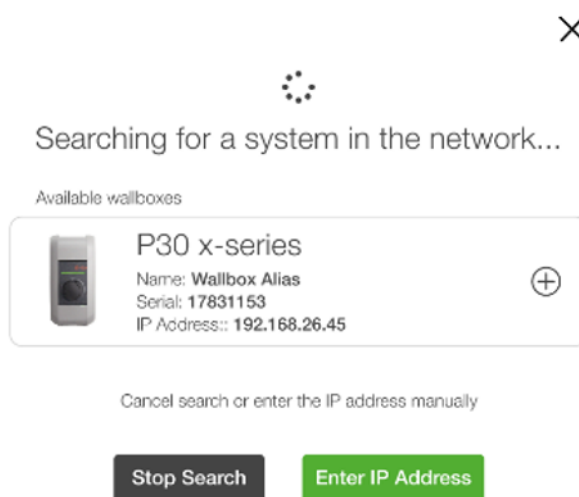 Searching for a system in the network...
Available wallboxes
P30 x-series
Name: Wallbox Alias
Serial: 17831153
IP Address:: 192.168.26.45
Cancel search or enter the IP address manually
Stop Search
Enter IP Address